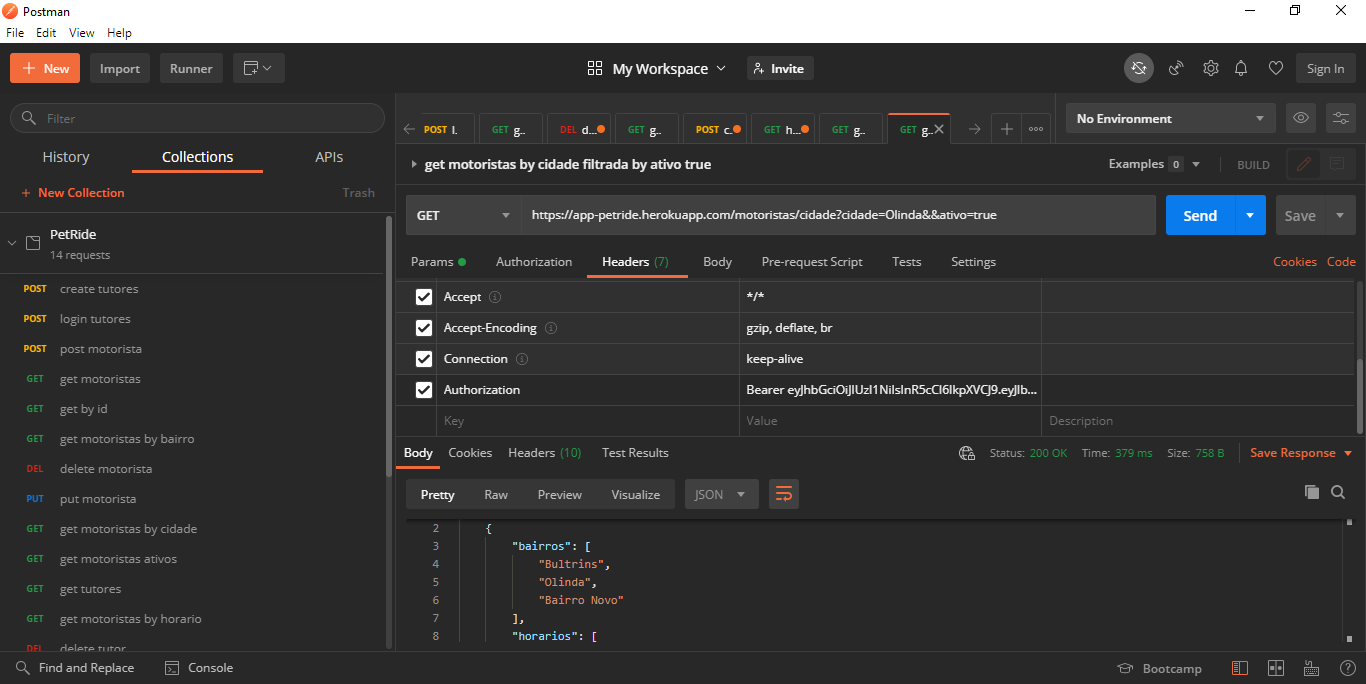 Postman
File Edit View Help
New Import Runner My Workspace Invite Sign In
Filter
History Collections APIs
+ New Collection Trash
PetRide
14 requests
POST create tutores
POST login tutores
POST post motorista
GET get motoristas
GET get by id
GET get motoristas by bairro
DEL delete motorista
PUT put motorista
GET get motoristas by cidade
GET get motoristas ativos
GET get tutores
GET get motoristas by horario
DEL delete tutor
POST l. GET g.. DEL d... GET g.. POST c. GET h... GET g.. GET g..
No Environment
get motoristas by cidade filtrada by ativo true
Examples 0 BUILD
GET https://app-petride.herokuapp.com/motoristas/cidade?cidade=Olinda&&ativo=true Send Save
Params Authorization Headers (7) Body Pre-request Script Tests Settings Cookies Code
Accept */*
Accept-Encoding gzip, deflate, br
Connection keep-alive
Authorization Bearer eyJhbGciOiJIUzI1NiIsInR5cCI6IkpXVCJ9.eyJlb...
Key Value Description
Body Cookies Headers (10) Test Results Status: 200 OK Time: 379 ms Size: 758 B Save Response
Pretty Raw Preview Visualize JSON
2 {
3 "bairros": [
4 "Bultrins",
5 "Olinda",
6 "Bairro Novo"
7 ],
8 "horarios": [
Find and Replace Console Bootcamp